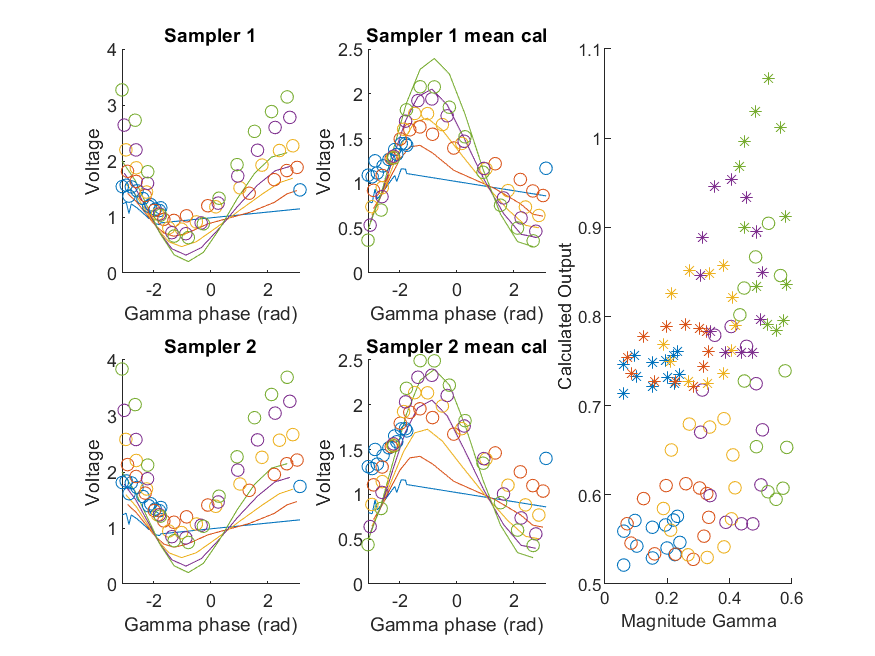 Sampler 1
4
3
2
1
0
Voltage
-2 0 2
Gamma phase (rad)
Sampler 1 mean cal
2.5
2
1.5
1
0.5
0
Voltage
-2 0 2
Gamma phase (rad)
Sampler 2
4
3
2
1
0
Voltage
-2 0 2
Gamma phase (rad)
Sampler 2 mean cal
2.5
2
1.5
1
0.5
0
Voltage
-2 0 2
Gamma phase (rad)
1.1
1
0.9
0.8
0.7
0.6
0.5
Calculated Output
0 0.2 0.4 0.6
Magnitude Gamma